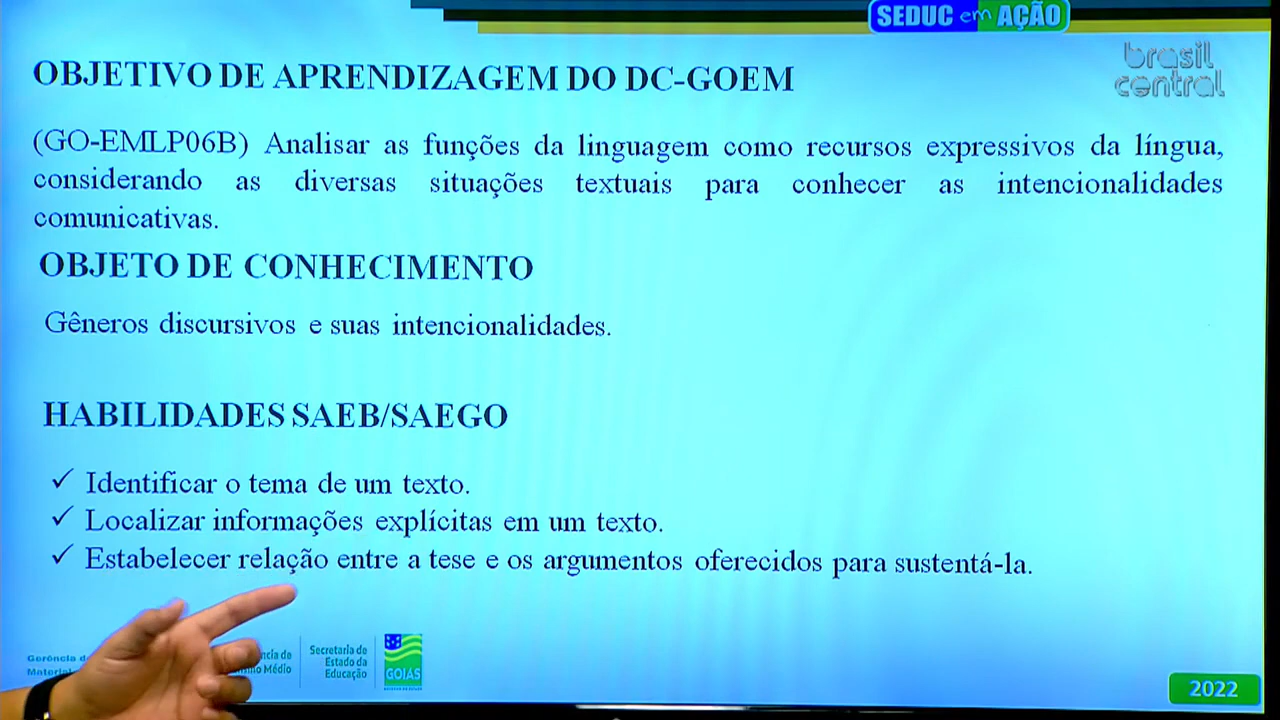 SEDUC em AÇÃO
brasil
central
OBJETIVO DE APRENDIZAGEM DO DC-GOEM
(GO-EMLP06B) Analisar as funções da linguagem como recursos expressivos da língua,
considerando as diversas situações textuais para conhecer as intencionalidades
comunicativas.
OBJETO DE CONHECIMENTO
Gêneros discursivos e suas intencionalidades.
HABILIDADES SAEB/SAEGO
✓ Identificar o tema de um texto.
✓ Localizar informações explícitas em um texto.
✓ Estabelecer relação entre a tese e os argumentos oferecidos para sustentá-la.
Gerência
Material
Médio
Secretaria de
Estado da
Educação
GOIÁS
2022